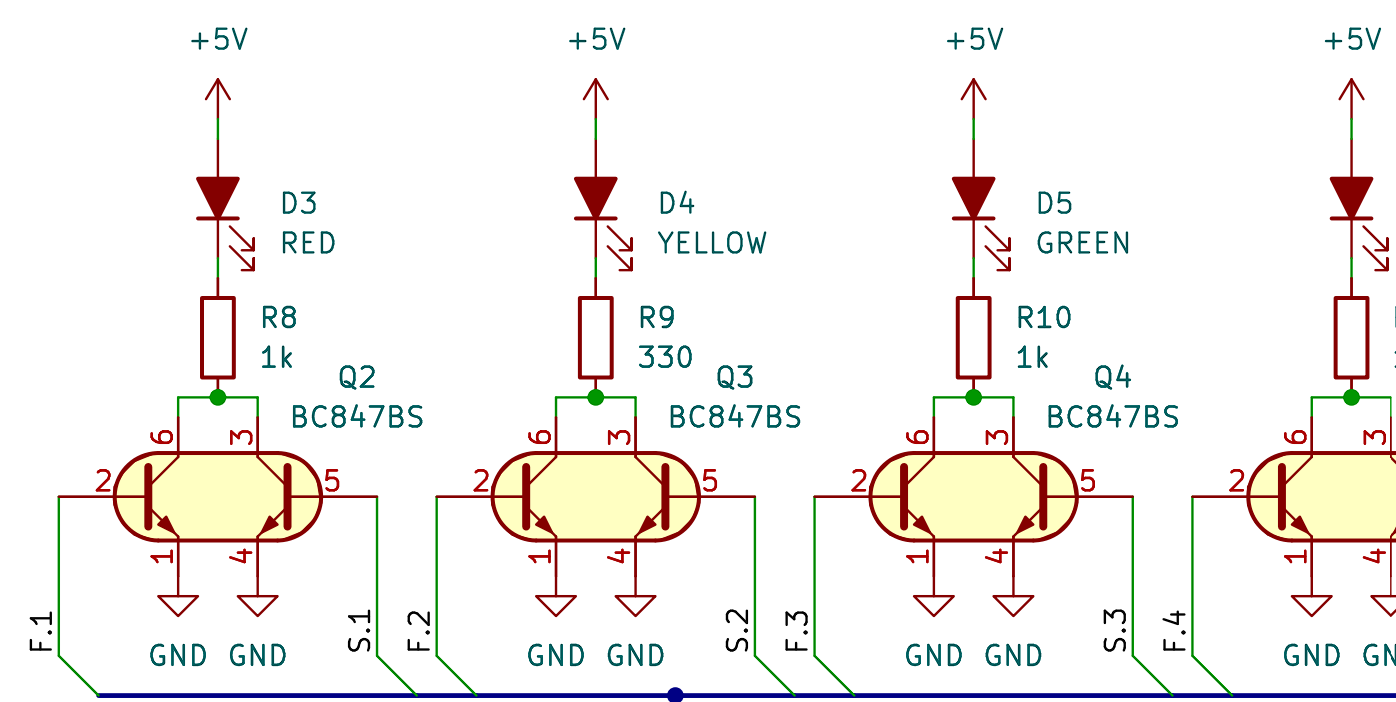 +5V +5V +5V +5V
D3 D4 D5
RED YELLOW GREEN
R8 R9 R10
1k 330 1k
Q2 Q3 Q4
BC847BS BC847BS BC847BS
6 3 6 3 6 3 6 3
2 5 2 5 2 5 2
1 4 1 4 1 4 1 4
F.1 S.1 F.2 S.2 F.3 S.3 F.4
GND GND GND GND GND GND GND